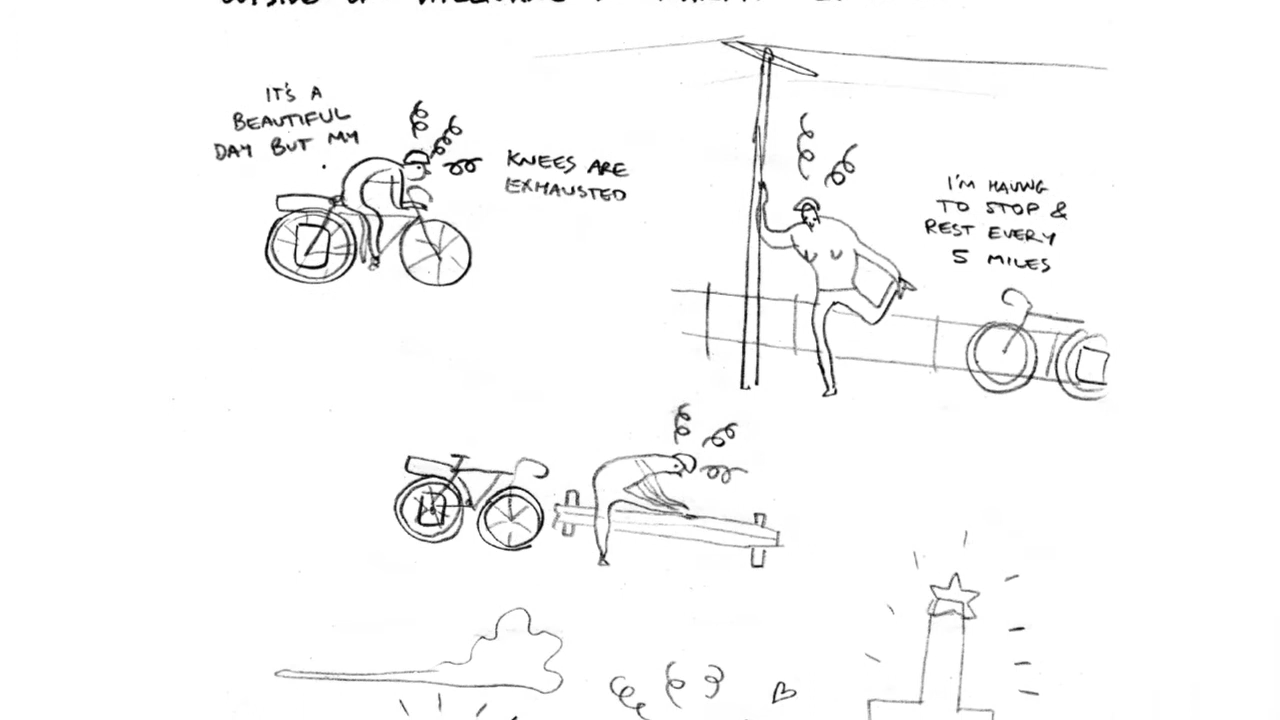 IT'S A
BEAUTIFUL
DAY BUT MY
KNEES ARE
EXHAUSTED
I'M HAVING
TO STOP &
REST EVERY
5 MILES